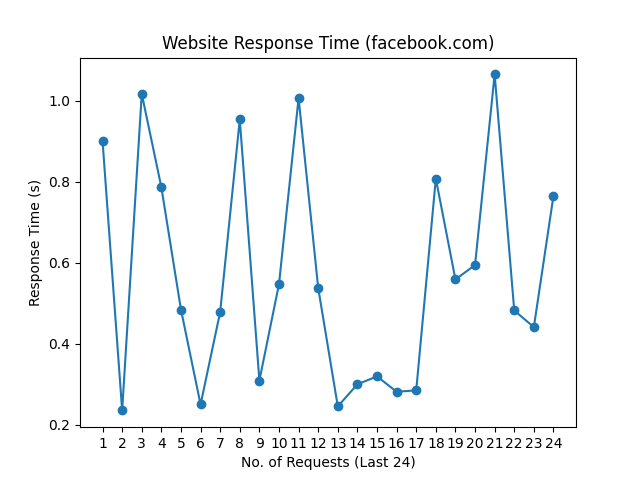 Website Response Time (facebook.com)
Response Time (s)
1.0
0.8
0.6
0.4
0.2
1 2 3 4 5 6 7 8 9 10 11 12 13 14 15 16 17 18 19 20 21 22 23 24
No. of Requests (Last 24)